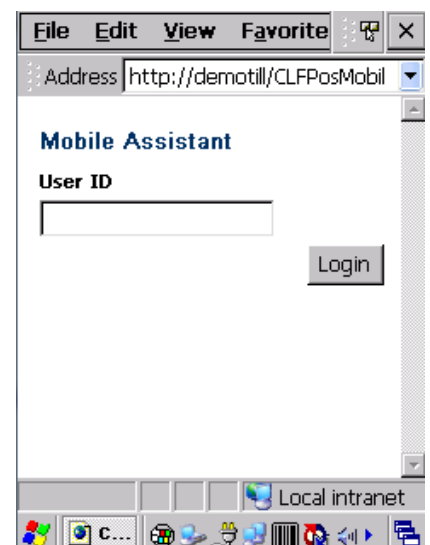 File Edit View Favorite
Address http://demotill/CLFPosMobil
Mobile Assistant
User ID
Login
Local intranet
C...